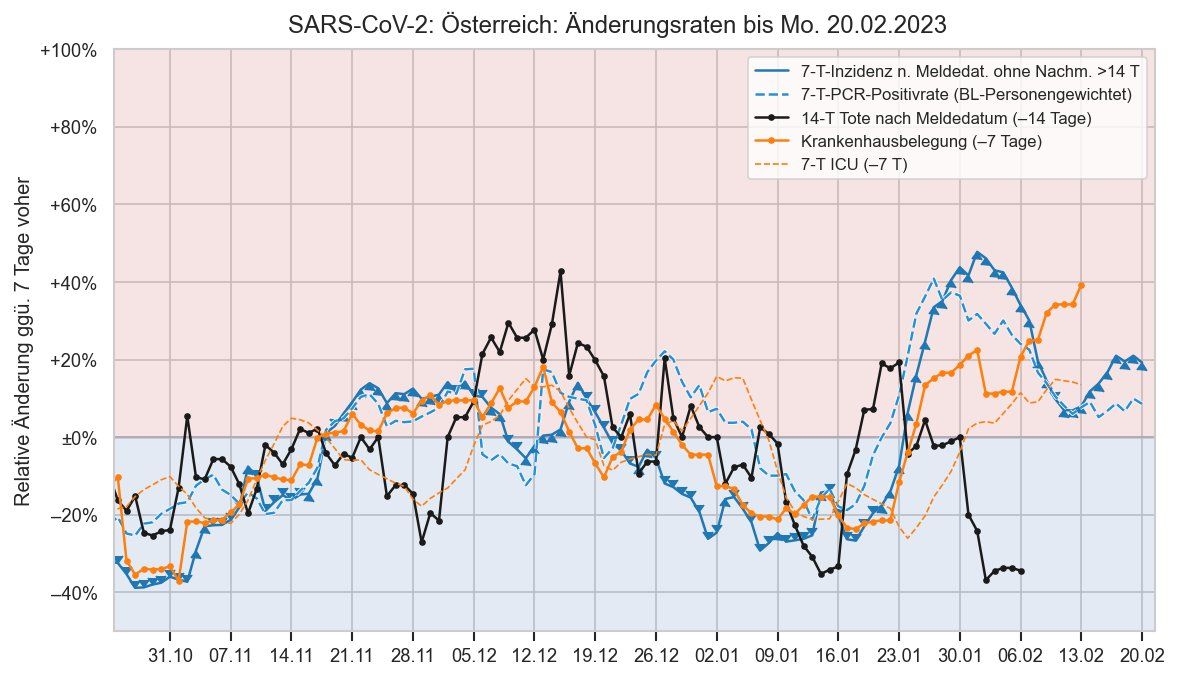 SARS-CoV-2: Österreich: Änderungsraten bis Mo. 20.02.2023
Relative Änderung ggü. 7 Tage voher
+100%
+80%
+60%
+40%
+20%
±0%
–20%
–40%
7-T-Inzidenz n. Meldedat. ohne Nachm. >14 T
7-T-PCR-Positivrate (BL-Personengewichtet)
14-T Tote nach Meldedatum (–14 Tage)
Krankenhausbelegung (–7 Tage)
7-T ICU (–7 T)
31.10 07.11 14.11 21.11 28.11 05.12 12.12 19.12 26.12 02.01 09.01 16.01 23.01 30.01 06.02 13.02 20.02